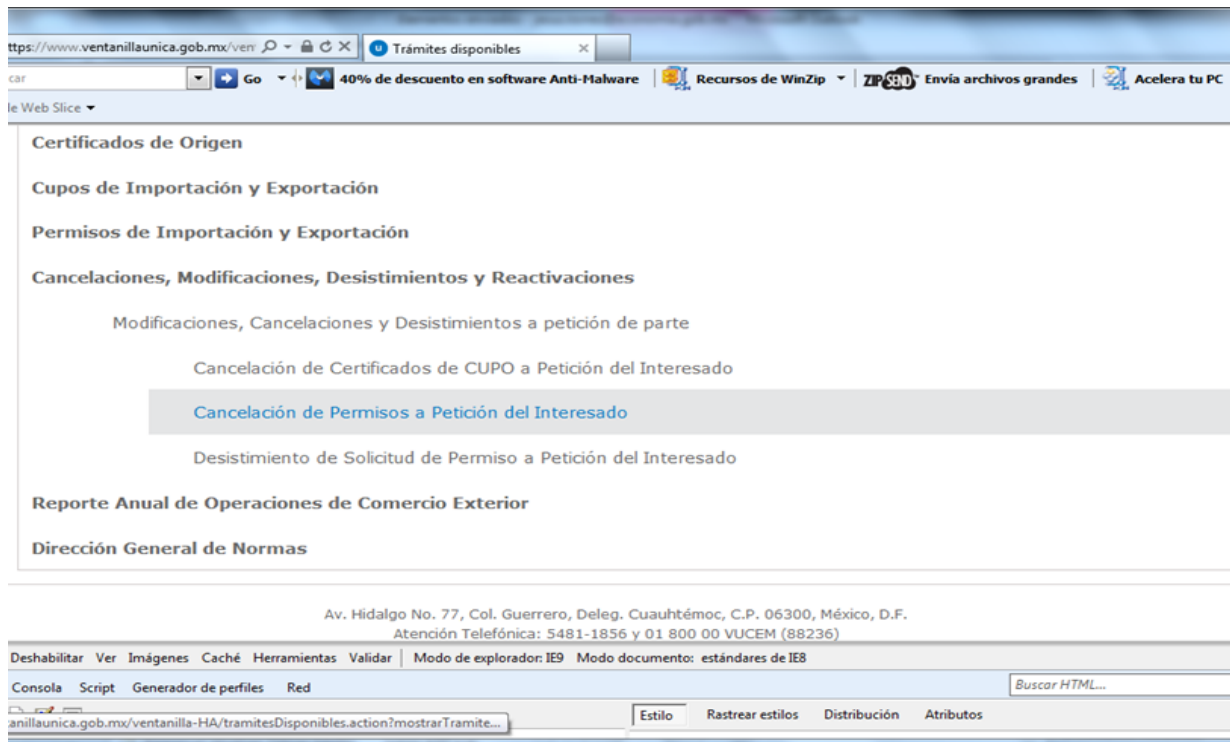 ttps://www.ventanillaunica.gob.mx/ven
Trámites disponibles
car Go 40% de descuento en software Anti-Malware Recursos de WinZip ZIPSEND Envía archivos grandes Acelera tu PC
de Web Slice
Certificados de Origen
Cupos de Importación y Exportación
Permisos de Importación y Exportación
Cancelaciones, Modificaciones, Desistimientos y Reactivaciones
Modificaciones, Cancelaciones y Desistimientos a petición de parte
Cancelación de Certificados de CUPO a Petición del Interesado
Cancelación de Permisos a Petición del Interesado
Desistimiento de Solicitud de Permiso a Petición del Interesado
Reporte Anual de Operaciones de Comercio Exterior
Dirección General de Normas
Av. Hidalgo No. 77, Col. Guerrero, Deleg. Cuauhtémoc, C.P. 06300, México, D.F.
Atención Telefónica: 5481-1856 y 01 800 00 VUCEM (88236)
Deshabilitar Ver Imágenes Caché Herramientas Validar Modo de explorador: IE9 Modo documento: estándares de IE8
Consola Script Generador de perfiles Red Buscar HTML...
anillaunica.gob.mx/ventanilla-HA/tramitesDisponibles.action?mostrarTramite... Estilo Rastrear estilos Distribución Atributos